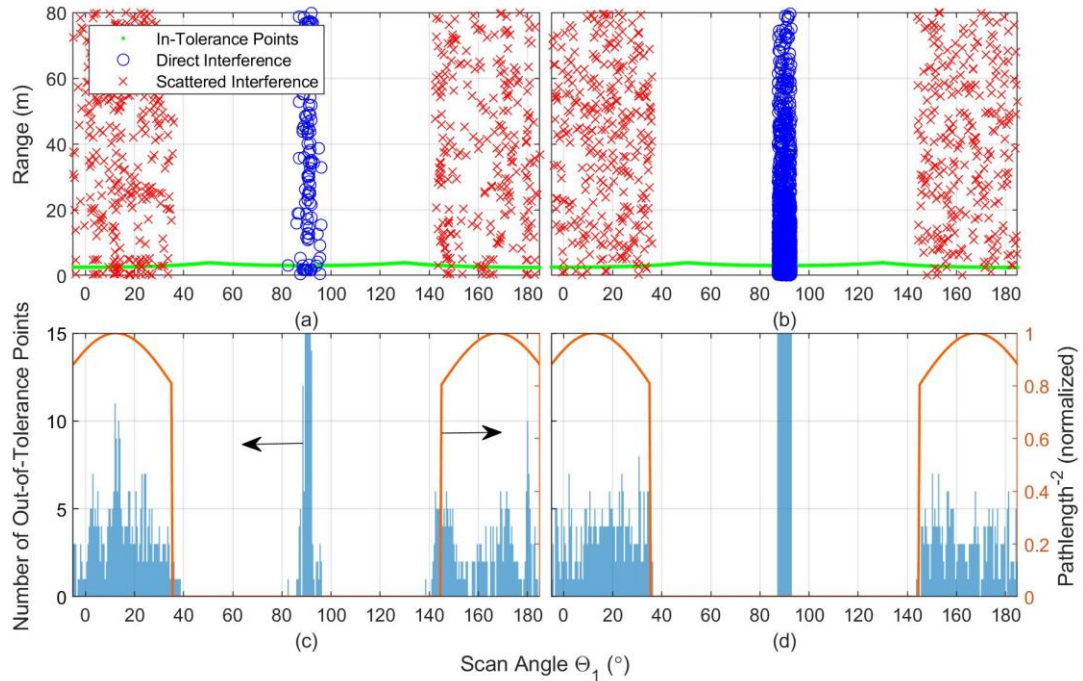 80
60
40
20
0
Range (m)
In-Tolerance Points
Direct Interference
Scattered Interference
0 20 40 60 80 100 120 140 160 180
(a)
0 20 40 60 80 100 120 140 160 180
(b)
15
10
5
0
Number of Out-of-Tolerance Points
0 20 40 60 80 100 120 140 160 180
(c)
0 20 40 60 80 100 120 140 160 180
(d)
1
0.8
0.6
0.4
0.2
0
Pathlength⁻² (normalized)
Scan Angle Θ₁ (°)